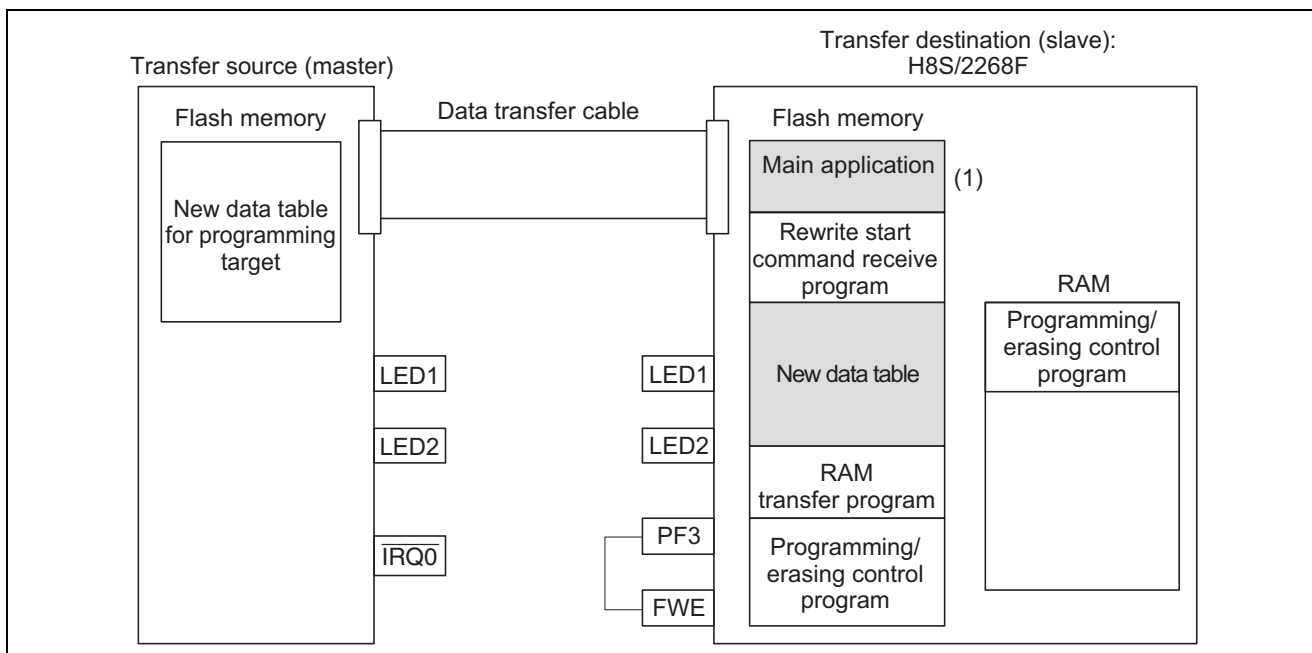 Transfer source (master)
Flash memory
New data table
for programming
target
LED1
LED2
IRQ0
Data transfer cable
Transfer destination (slave):
H8S/2268F
Flash memory
Main application
(1)
Rewrite start
command receive
program
New data table
RAM
transfer program
Programming/
erasing control
program
LED1
LED2
PF3
FWE
RAM
Programming/
erasing control
program